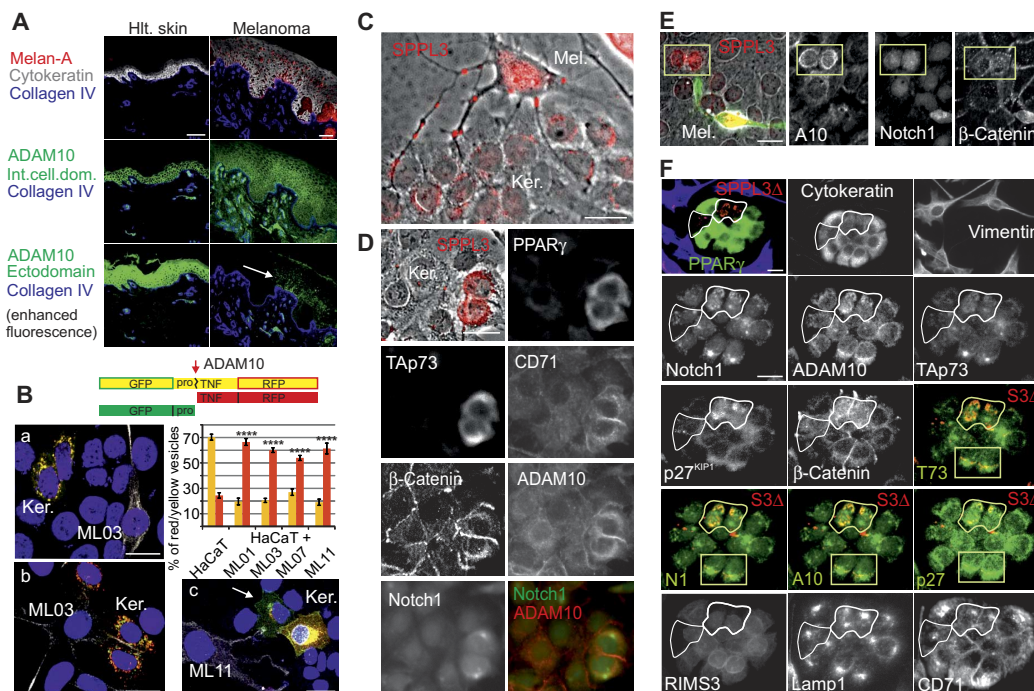 A
Hlt. skin
Melanoma
Melan-A
Cytokeratin
Collagen IV
ADAM10
Int.cell.dom.
Collagen IV
ADAM10
Ectodomain
Collagen IV
(enhanced
fluorescence)
B
ADAM10
GFP
pro
TNF
RFP
TNF
RFP
GFP
pro
a
Ker.
ML03
b
ML03
Ker.
c
Ker.
ML11
% of red/yellow vesicles
70
50
40
20
****
****
****
****
HaCaT
ML01
ML03
ML07
ML11
HaCaT +
C
SPPL3
Mel.
Ker.
D
SPPL3
Ker.
PPARγ
TAp73
CD71
β-Catenin
ADAM10
Notch1
Notch1
ADAM10
E
SPPL3
Mel.
A10
Notch1
β-Catenin
F
SPPL3Δ
PPARγ
Cytokeratin
Vimentin
Notch1
ADAM10
TAp73
p27KIP1
β-Catenin
S3Δ
T73
S3Δ
N1
S3Δ
A10
S3Δ
p27
RIMS3
Lamp1
CD71